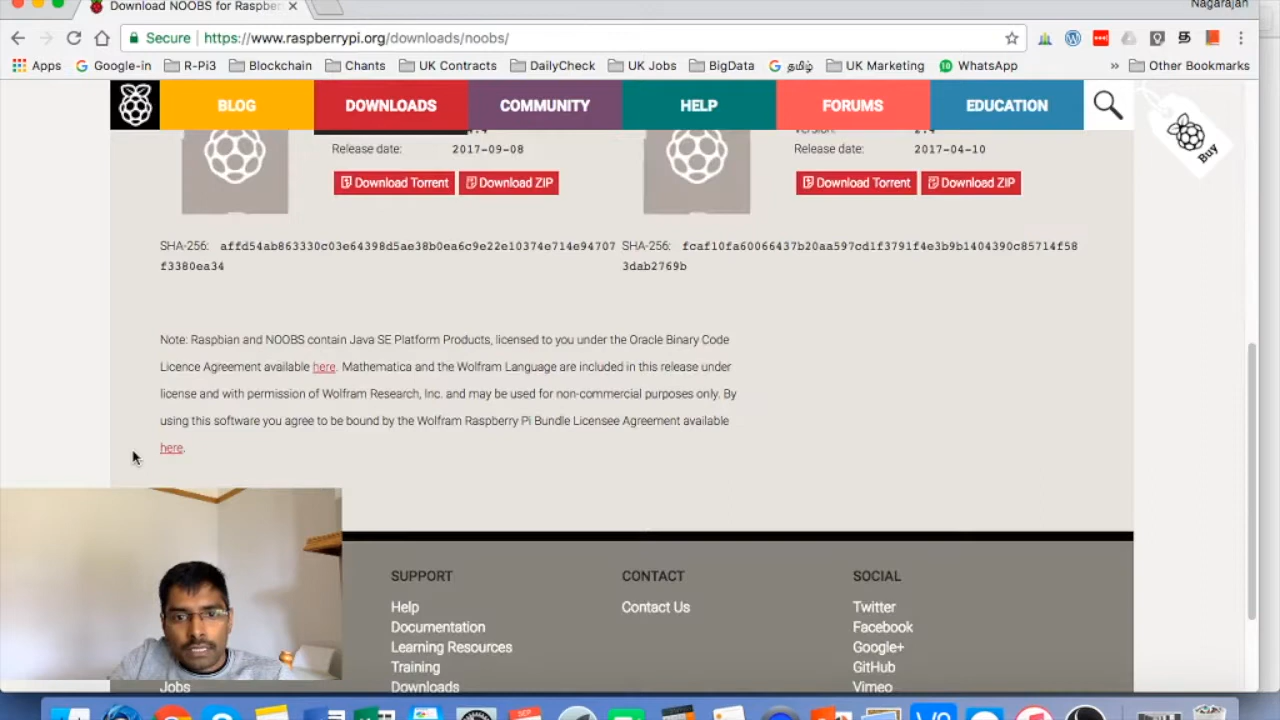 Download NOOBS for Raspber
Nagarajan
Secure https://www.raspberrypi.org/downloads/noobs/
Apps Google-in R-Pi3 Blockchain Chants UK Contracts DailyCheck UK Jobs BigData தமிழ் UK Marketing WhatsApp » Other Bookmarks
BLOG DOWNLOADS COMMUNITY HELP FORUMS EDUCATION
Buy
Release date: 2017-09-08
Download Torrent Download ZIP
SHA-256: affd54ab863330c03e64398d5ae38b0ea6c9e22e10374e714e94707
f3380ea34
Version: 2.4
Release date: 2017-04-10
Download Torrent Download ZIP
SHA-256: fcaf10fa60066437b20aa597cd1f3791f4e3b9b1404390c85714f58
3dab2769b
Note: Raspbian and NOOBS contain Java SE Platform Products, licensed to you under the Oracle Binary Code
Licence Agreement available here. Mathematica and the Wolfram Language are included in this release under
license and with permission of Wolfram Research, Inc. and may be used for non-commercial purposes only. By
using this software you agree to be bound by the Wolfram Raspberry Pi Bundle Licensee Agreement available
here.
Jobs
SUPPORT
Help
Documentation
Learning Resources
Training
Downloads
CONTACT
Contact Us
SOCIAL
Twitter
Facebook
Google+
GitHub
Vimeo